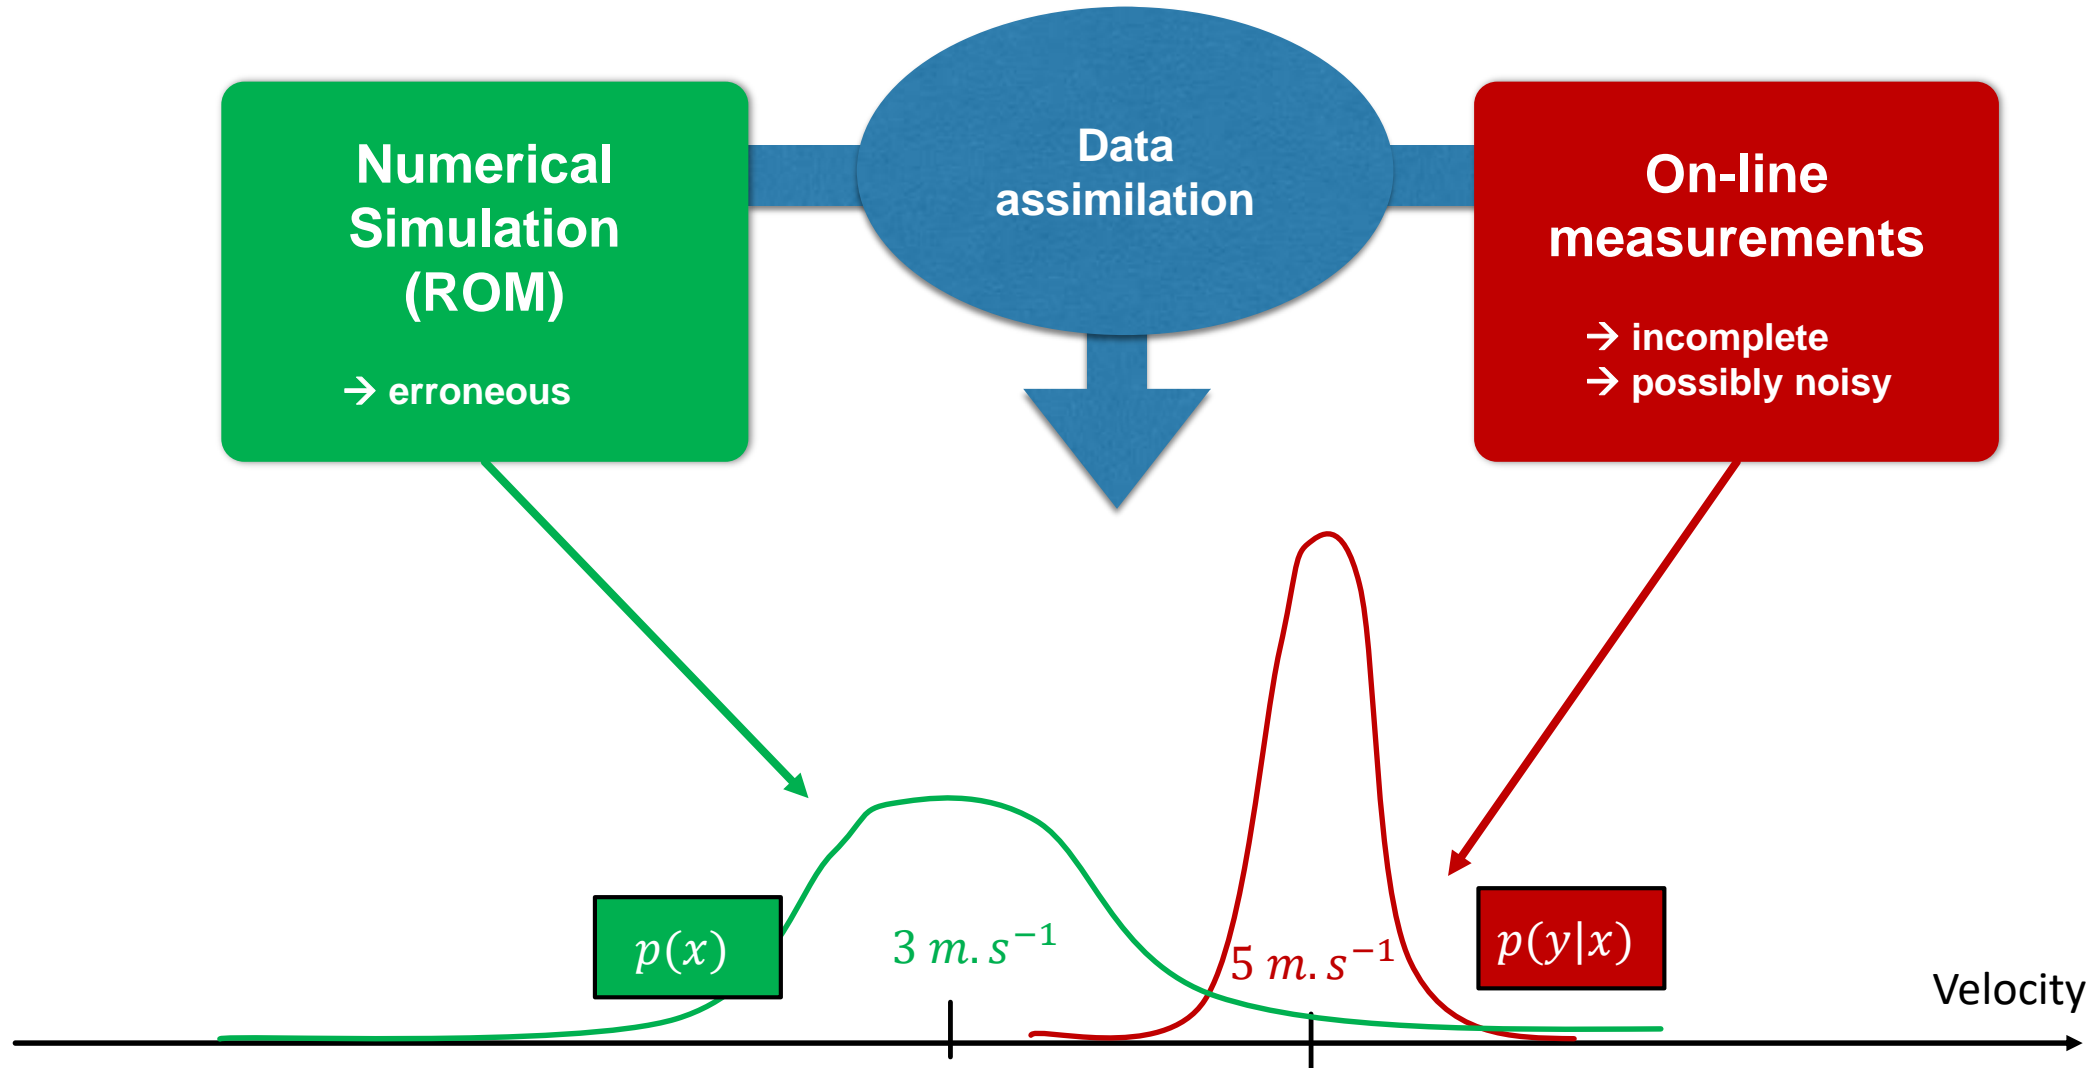 Numerical
Simulation
(ROM)
→ erroneous
Data
assimilation
On-line
measurements
→ incomplete
→ possibly noisy
p(x)
3 m.s⁻¹
5 m.s⁻¹
p(y|x)
Velocity